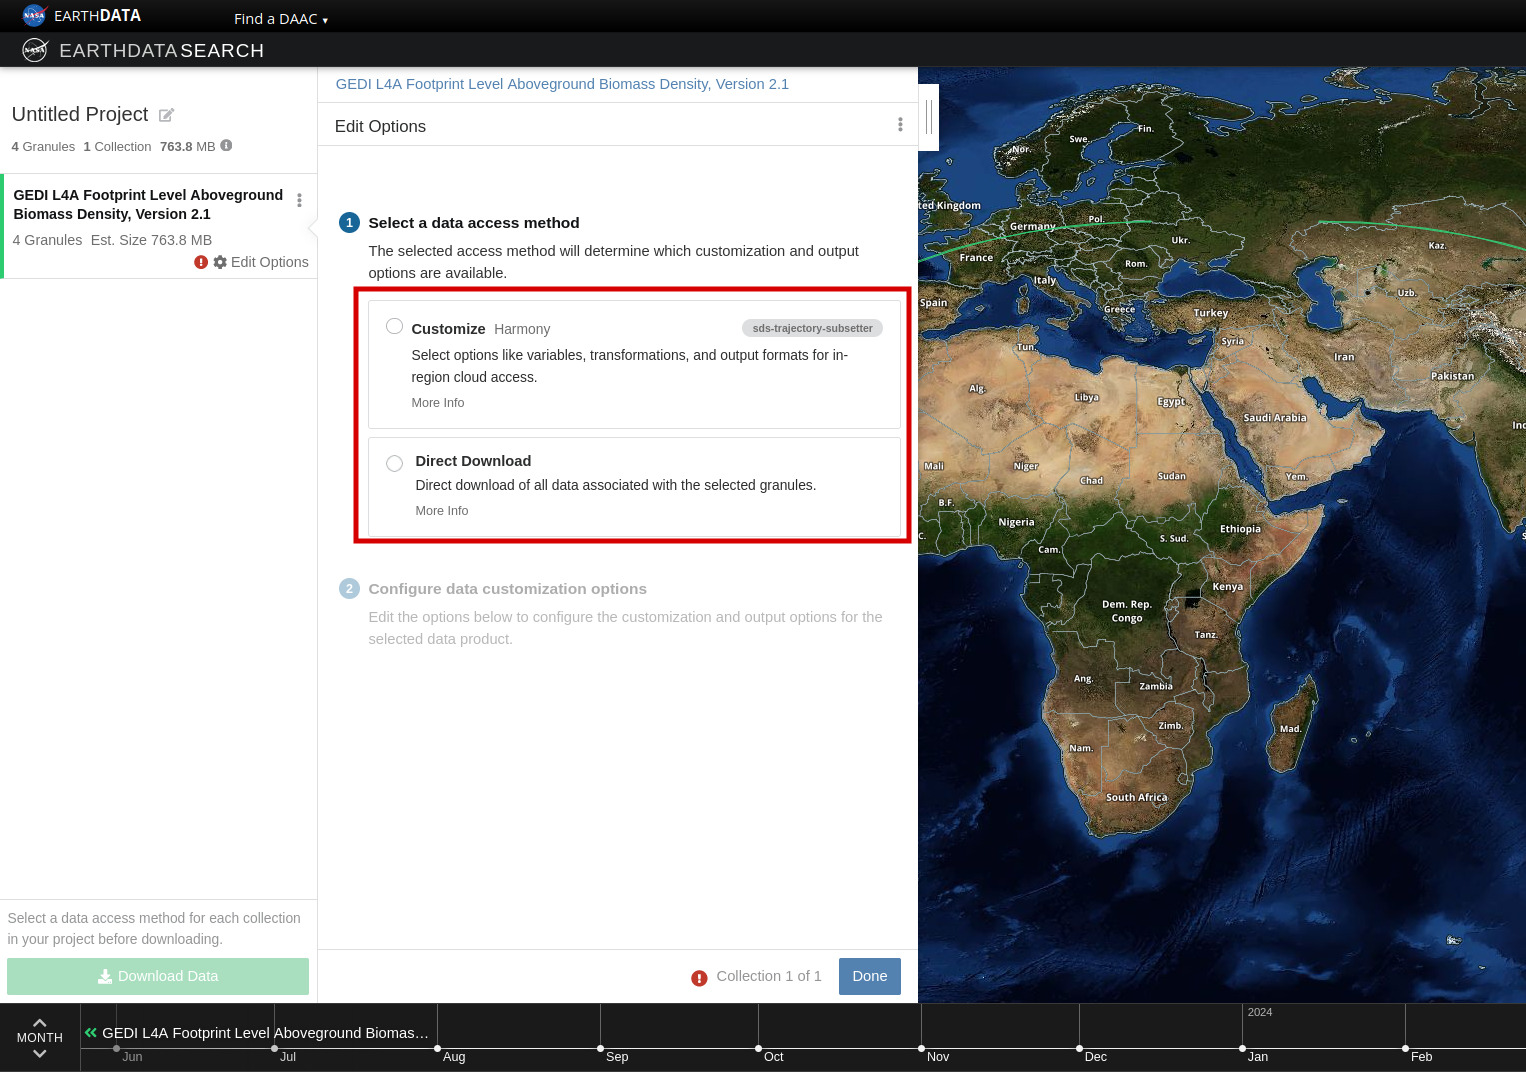 NASA EARTHDATA
Find a DAAC ▾
NASA EARTHDATA SEARCH
Untitled Project
4 Granules 1 Collection 763.8 MB
GEDI L4A Footprint Level Aboveground
Biomass Density, Version 2.1
4 Granules Est. Size 763.8 MB
Edit Options
Select a data access method for each collection
in your project before downloading.
Download Data
GEDI L4A Footprint Level Aboveground Biomass Density, Version 2.1
Edit Options
1 Select a data access method
The selected access method will determine which customization and output
options are available.
Customize Harmony
sds-trajectory-subsetter
Select options like variables, transformations, and output formats for in-
region cloud access.
More Info
Direct Download
Direct download of all data associated with the selected granules.
More Info
2 Configure data customization options
Edit the options below to configure the customization and output options for the
selected data product.
Collection 1 of 1
Done
Fin.
Swe.
Nor.
ted Kingdom
Pol.
Germany
Ukr.
Kaz.
France
Rom.
Italy
Uzb.
Spain
Greece
Turkey
Syria
Tun.
Iran
Pakistan
Alg.
Libya
Egypt
Saudi Arabia
Ind
Mali
Niger
Chad
Sudan
Yem.
B.F.
Nigeria
Ethiopia
C.
S. Sud.
S
Cam.
Kenya
Dem. Rep.
Congo
Tanz.
Ang.
Zambia
Zimb.
Mad.
Nam.
South Africa
MONTH
GEDI L4A Footprint Level Aboveground Biomas…
2024
Jun
Jul
Aug
Sep
Oct
Nov
Dec
Jan
Feb